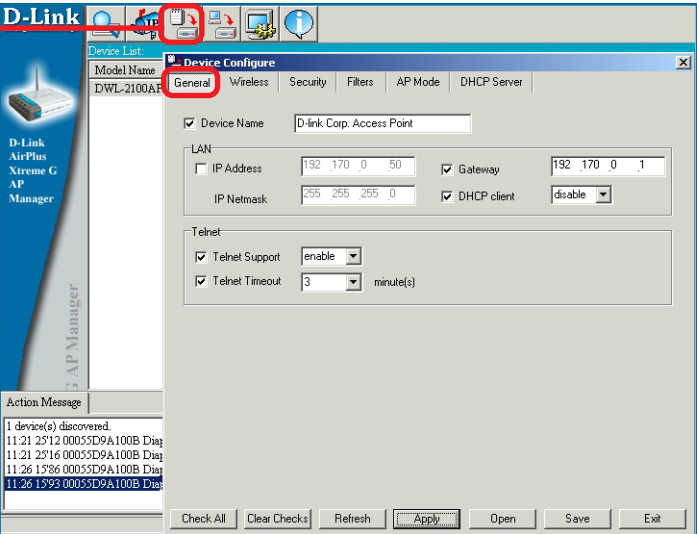 D-Link
IP
Device List:
Model Name
DWL-2100AP
D-Link
AirPlus
Xtreme G
AP
Manager
AP Manager
Device Configure
General Wireless Security Filters AP Mode DHCP Server
Device Name D-link Corp. Access Point
LAN
IP Address 192 .170 .0 .50 Gateway 192 .170 .0 .1
IP Netmask 255 .255 .255 .0 DHCP client disable
Telnet
Telnet Support enable
Telnet Timeout 3 minute(s)
Action Message
1 device(s) discovered.
11:21 25'12 00055D9A100B
11:21 25'16 00055D9A100B
11:26 15'86 00055D9A100B
11:26 15'93 00055D9A100B
Check All Clear Checks Refresh Apply Open Save Exit